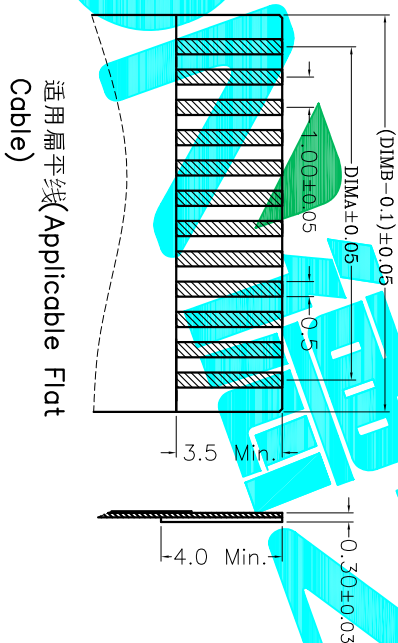 (DIMB-0.1)±0.05
DIMA±0.05
1.00±0.05
0.5
3.5 Min.
4.0 Min.
0.30±0.03
适用扁平线(Applicable Flat
Cable)